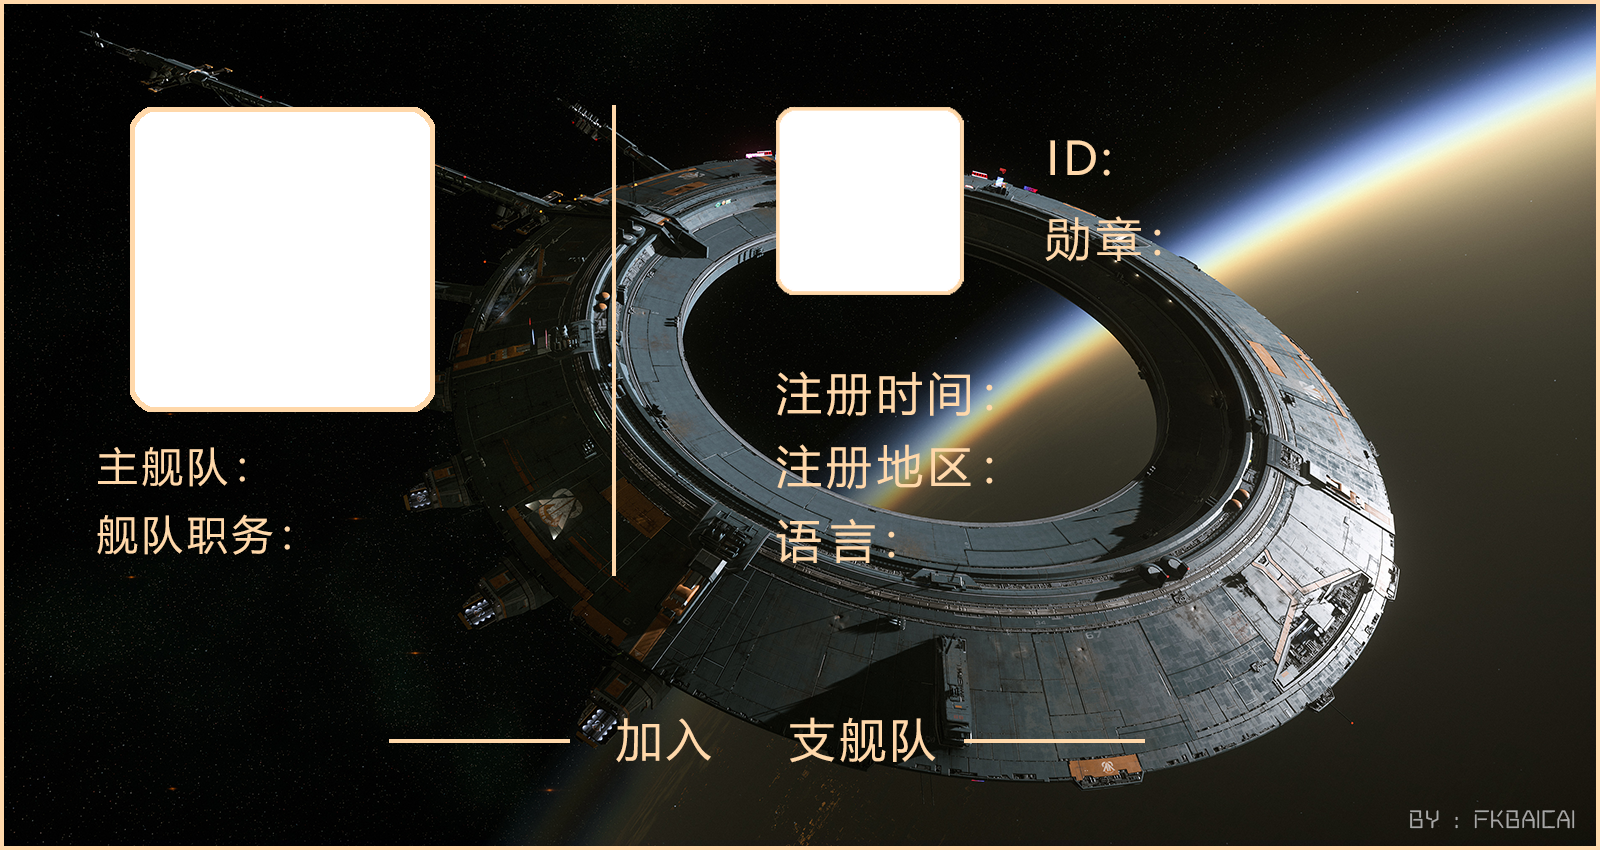 主舰队：
舰队职务：
ID:
勋章：
注册时间：
注册地区：
语言：
加入 支舰队
BY : FKBAICAI